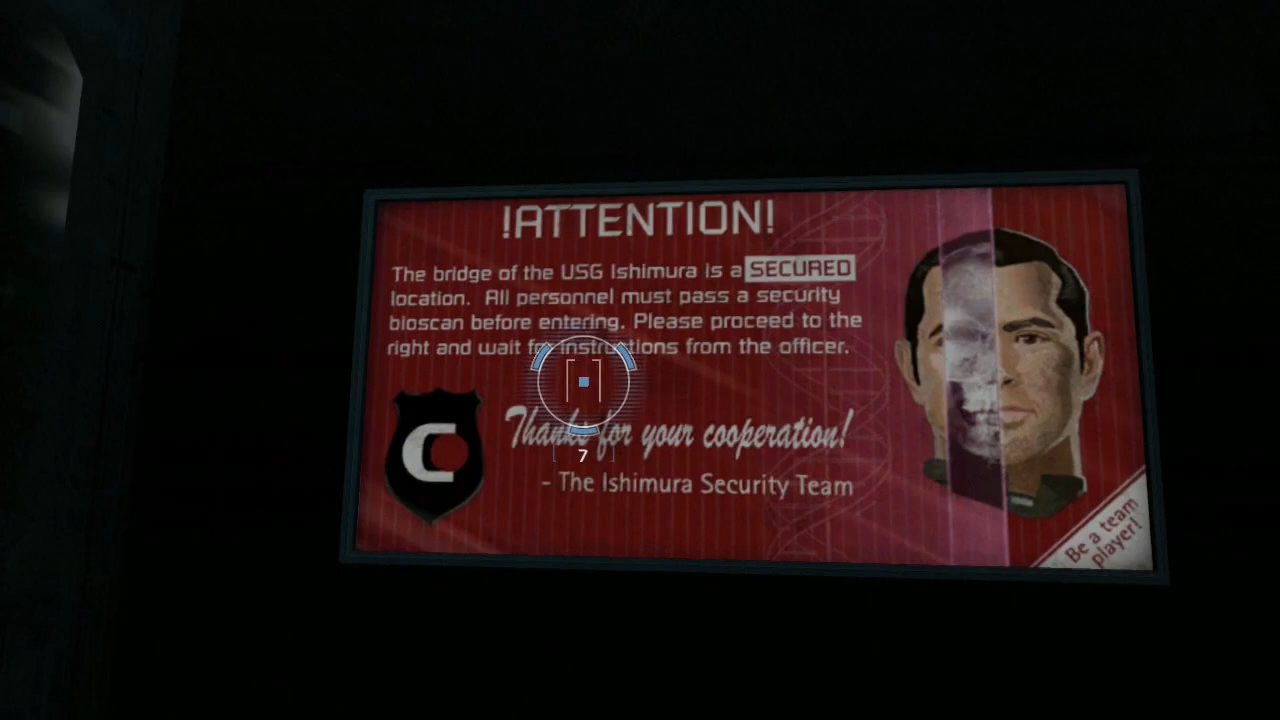 !ATTENTION!
The bridge of the USG Ishimura is a SECURED
location. All personnel must pass a security
bioscan before entering. Please proceed to the
right and wait for instructions from the officer.
Thanks for your cooperation!
- The Ishimura Security Team
C
7
Be a team
player!